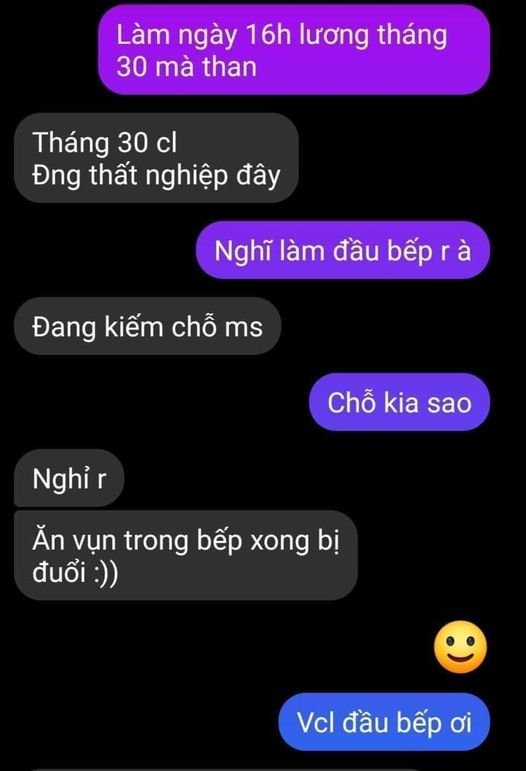 Làm ngày 16h lương tháng
30 mà than
Tháng 30 cl
Đng thất nghiệp đây
Nghĩ làm đầu bếp r à
Đang kiếm chỗ ms
Chỗ kia sao
Nghỉ r
Ăn vụn trong bếp xong bị
đuổi :))
🙂
Vcl đầu bếp ơi